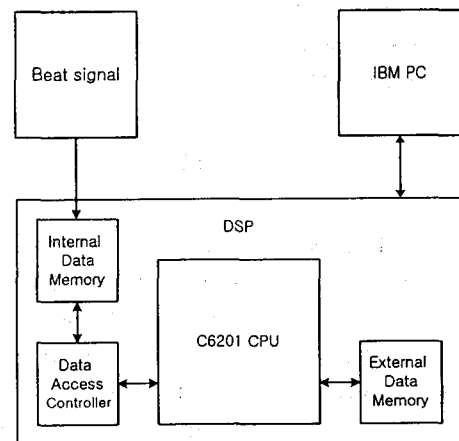 Beat signal
IBM PC
DSP
Internal
Data
Memory
C6201 CPU
Data
Access
Controller
External
Data
Memory